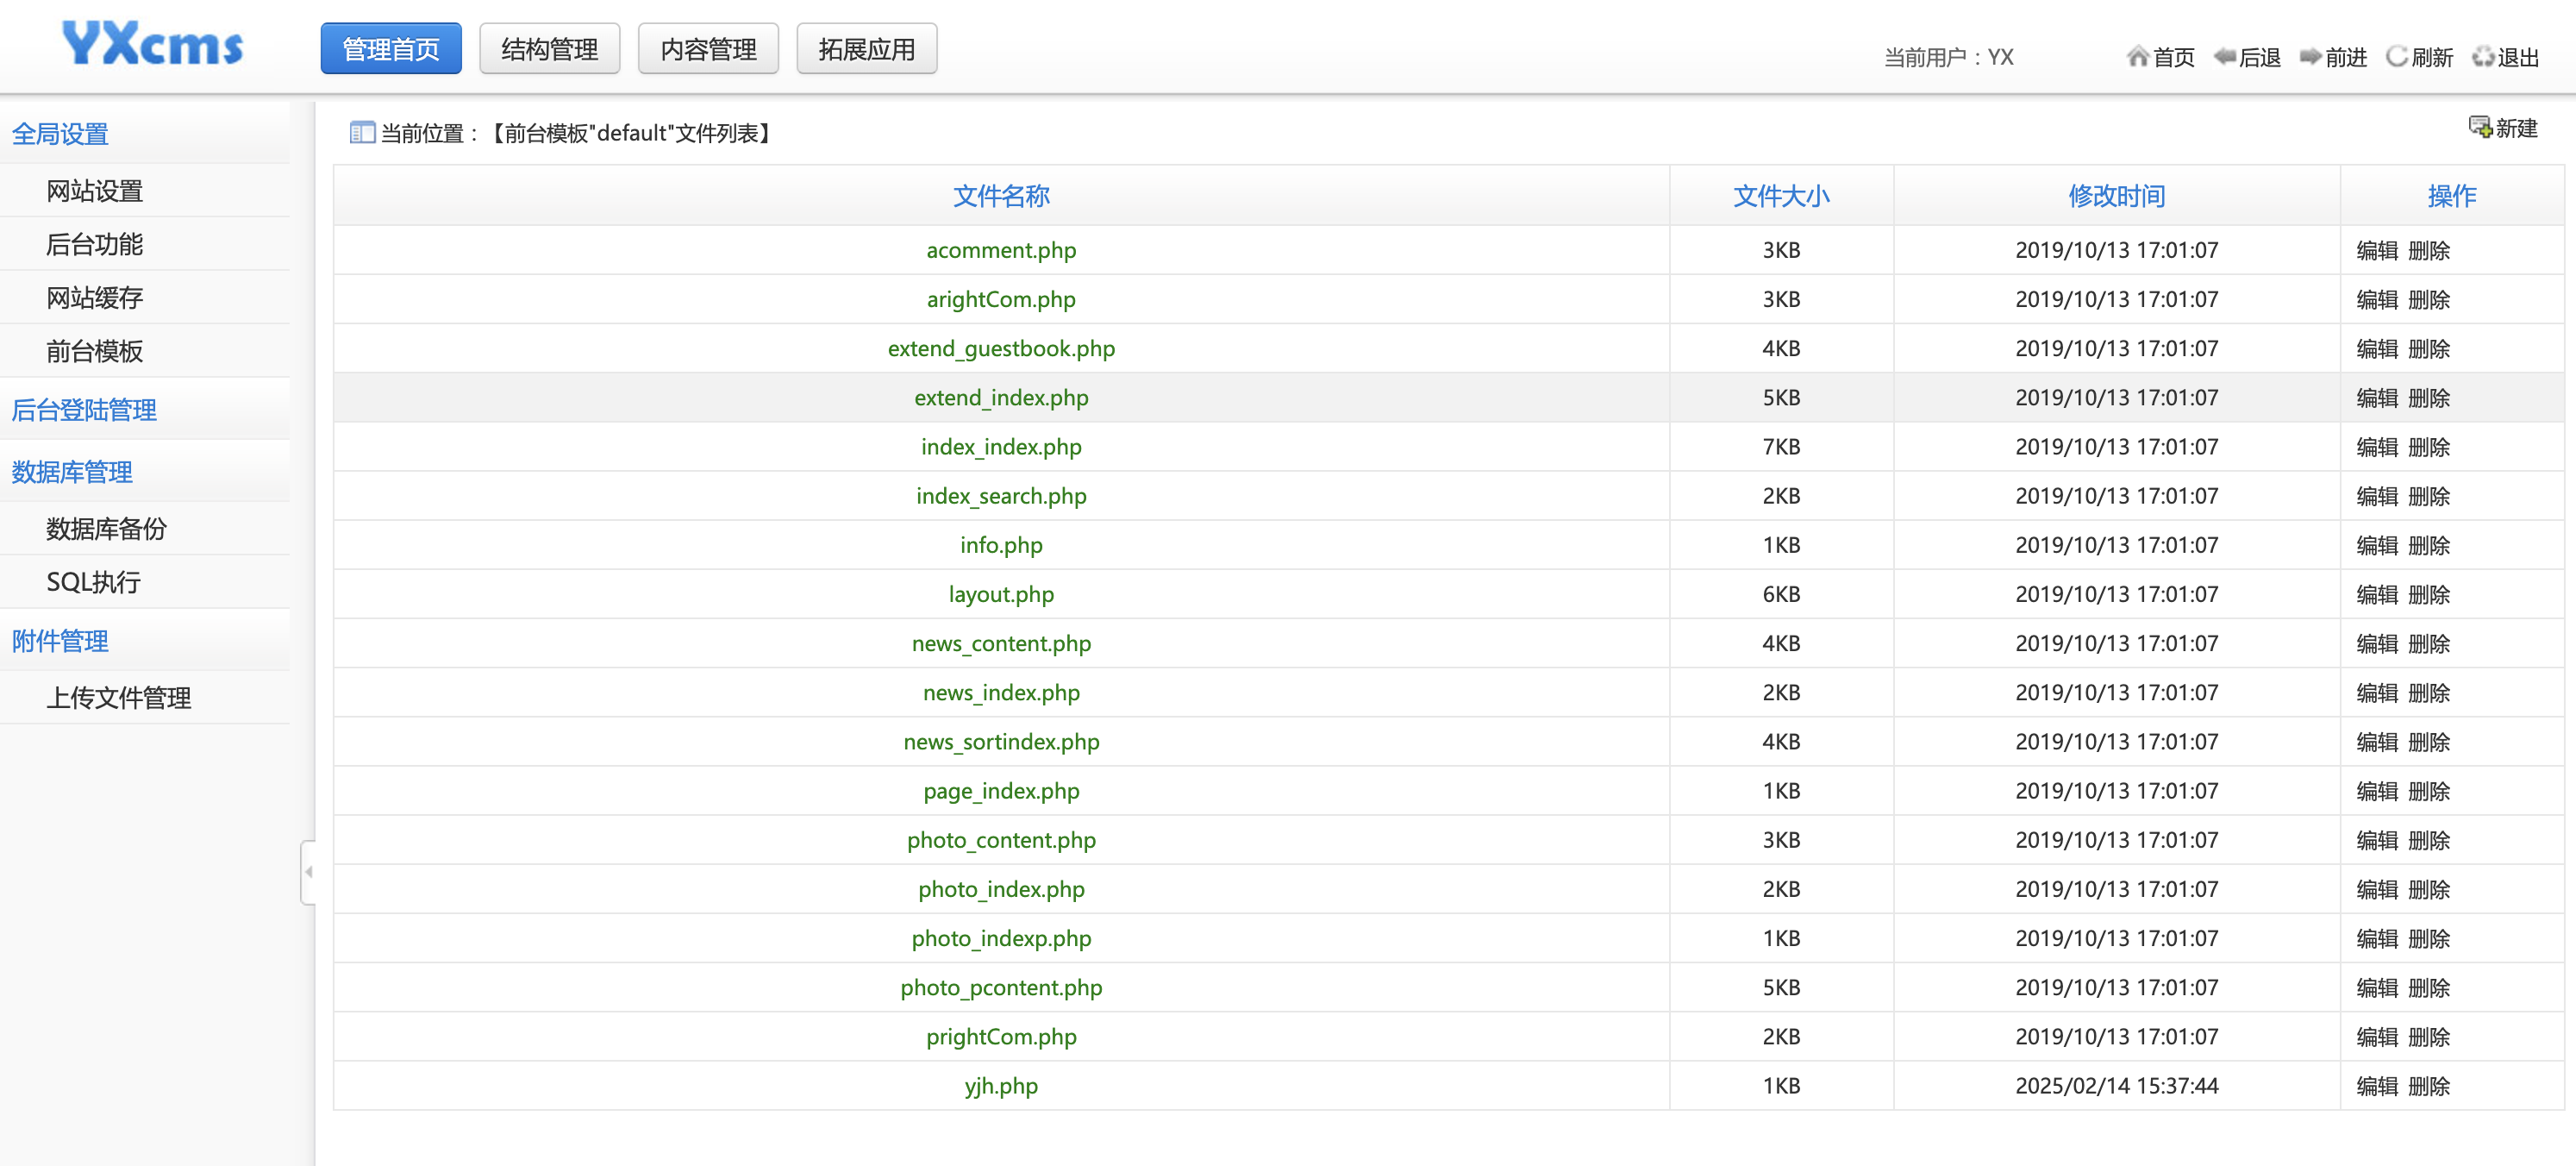 YXcms 管理首页 结构管理 内容管理 拓展应用 当前用户：YX 首页 后退 前进 刷新 退出
全局设置
网站设置
后台功能
网站缓存
前台模板
后台登陆管理
数据库管理
数据库备份
SQL执行
附件管理
上传文件管理
当前位置：【前台模板"default"文件列表】 新建
文件名称 文件大小 修改时间 操作
acomment.php 3KB 2019/10/13 17:01:07 编辑 删除
arightCom.php 3KB 2019/10/13 17:01:07 编辑 删除
extend_guestbook.php 4KB 2019/10/13 17:01:07 编辑 删除
extend_index.php 5KB 2019/10/13 17:01:07 编辑 删除
index_index.php 7KB 2019/10/13 17:01:07 编辑 删除
index_search.php 2KB 2019/10/13 17:01:07 编辑 删除
info.php 1KB 2019/10/13 17:01:07 编辑 删除
layout.php 6KB 2019/10/13 17:01:07 编辑 删除
news_content.php 4KB 2019/10/13 17:01:07 编辑 删除
news_index.php 2KB 2019/10/13 17:01:07 编辑 删除
news_sortindex.php 4KB 2019/10/13 17:01:07 编辑 删除
page_index.php 1KB 2019/10/13 17:01:07 编辑 删除
photo_content.php 3KB 2019/10/13 17:01:07 编辑 删除
photo_index.php 2KB 2019/10/13 17:01:07 编辑 删除
photo_indexp.php 1KB 2019/10/13 17:01:07 编辑 删除
photo_pcontent.php 5KB 2019/10/13 17:01:07 编辑 删除
prightCom.php 2KB 2019/10/13 17:01:07 编辑 删除
yjh.php 1KB 2025/02/14 15:37:44 编辑 删除